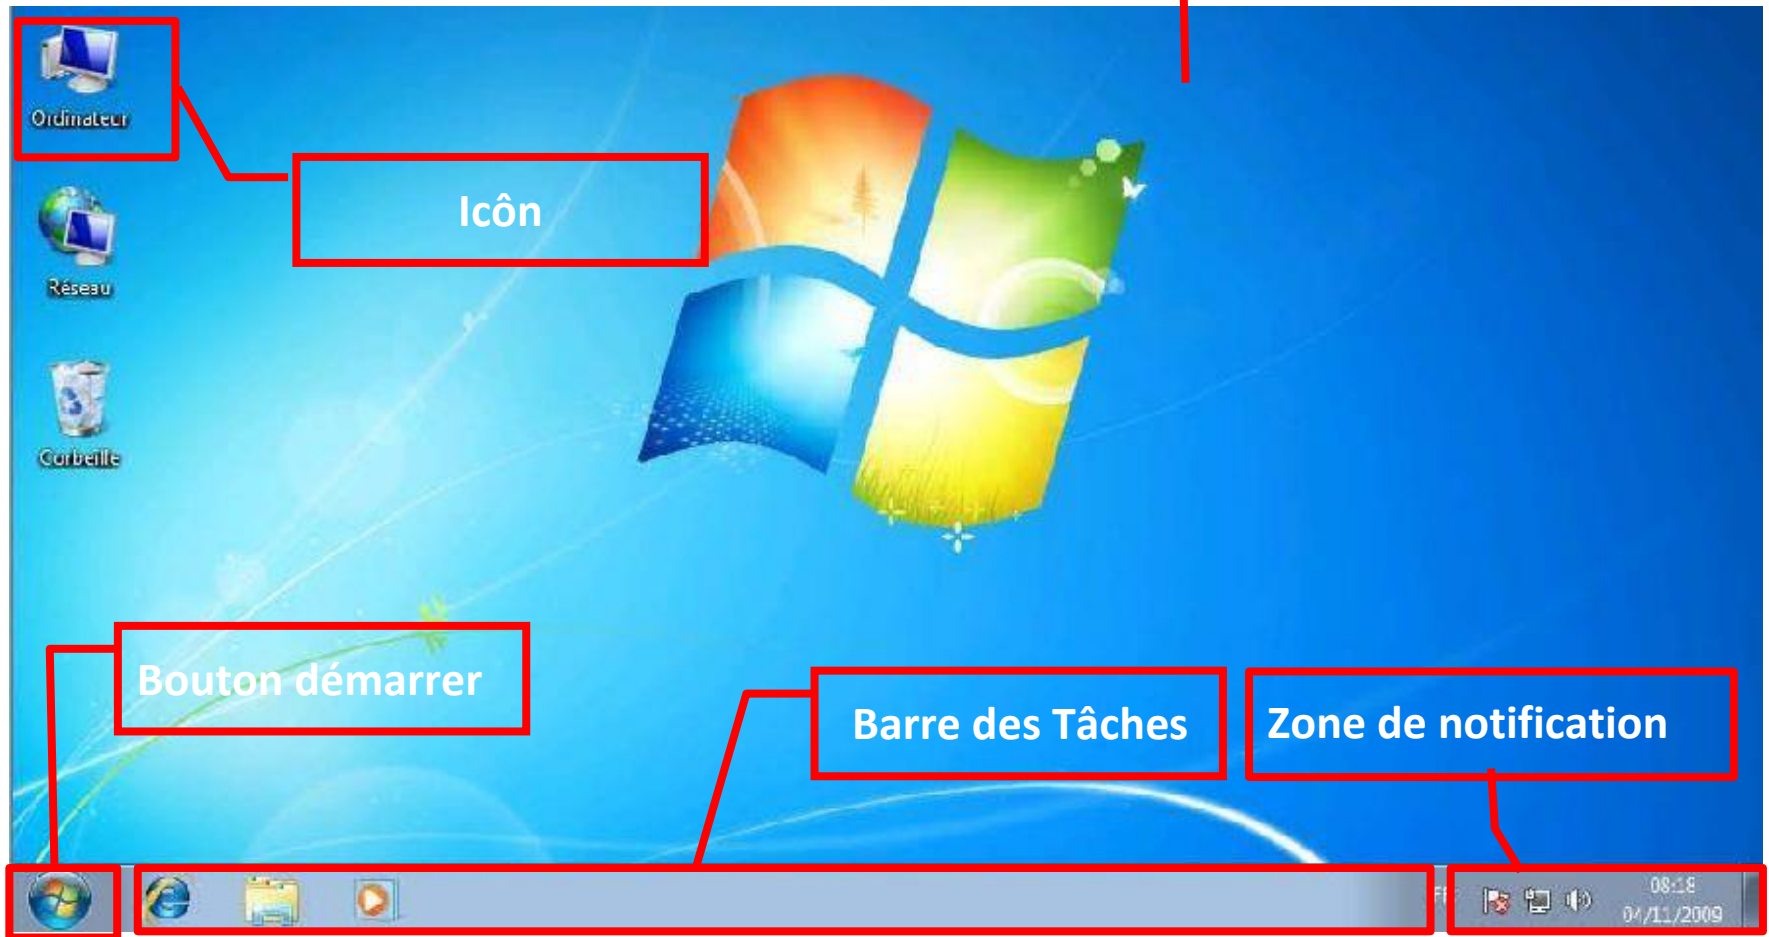 Ordinateur
Icôn
Réseau
Corbeille
Bouton démarrer
Barre des Tâches
Zone de notification
08:18
04/11/2009